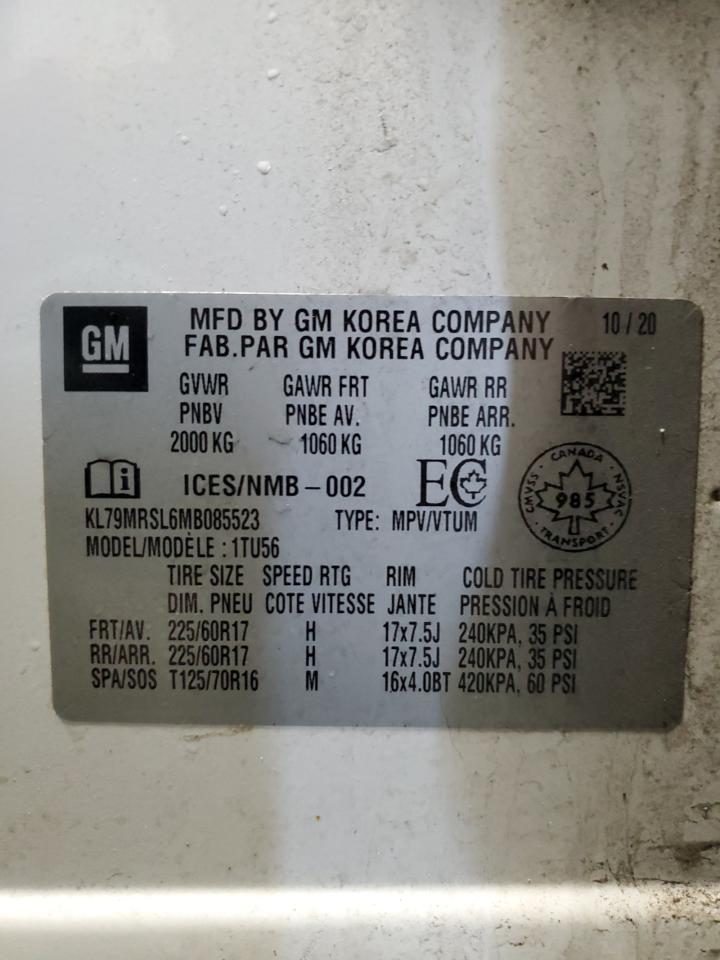 GM
MFD BY GM KOREA COMPANY 10 / 20
FAB.PAR GM KOREA COMPANY
GVWR GAWR FRT GAWR RR
PNBV PNBE AV. PNBE ARR.
2000 KG 1060 KG 1060 KG
i ICES/NMB – 002 EC
CANADA CMVSS NSVAC 985 TRANSPORT
KL79MRSL6MB085523 TYPE: MPV/VTUM
MODEL/MODÈLE : 1TU56
TIRE SIZE SPEED RTG RIM COLD TIRE PRESSURE
DIM. PNEU COTE VITESSE JANTE PRESSION À FROID
FRT/AV. 225/60R17 H 17x7.5J 240KPA, 35 PSI
RR/ARR. 225/60R17 H 17x7.5J 240KPA, 35 PSI
SPA/SOS T125/70R16 M 16x4.0BT 420KPA, 60 PSI